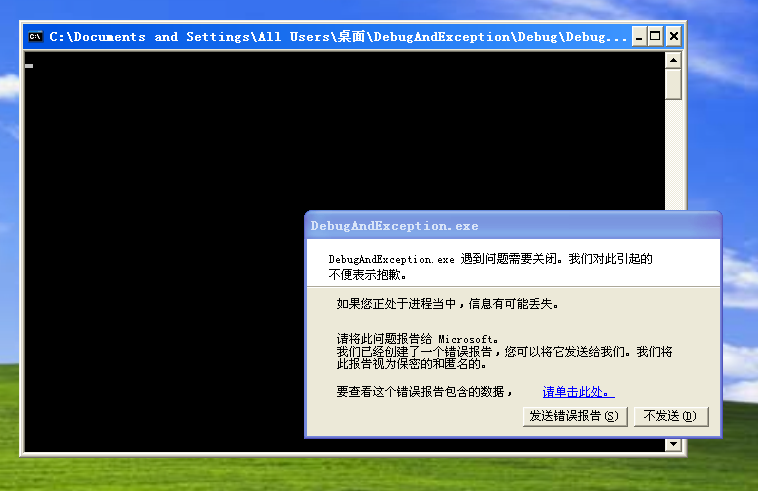 C:\Documents and Settings\All Users\桌面\DebugAndException\Debug\Debug...
DebugAndException.exe
DebugAndException.exe 遇到问题需要关闭。我们对此引起的
不便表示抱歉。
如果您正处于进程当中，信息有可能丢失。
请将此问题报告给 Microsoft。
我们已经创建了一个错误报告，您可以将它发送给我们。我们将
此报告视为保密的和匿名的。
要查看这个错误报告包含的数据， 请单击此处。
发送错误报告(S) 不发送(D)